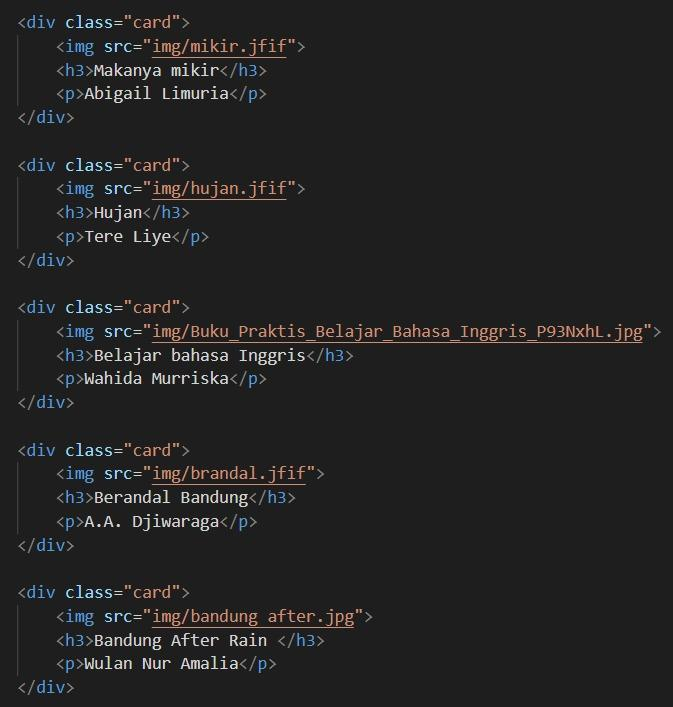 <div class="card">
    <img src="img/mikir.jfif">
    <h3>Makanya mikir</h3>
    <p>Abigail Limuria</p>
</div>

<div class="card">
    <img src="img/hujan.jfif">
    <h3>Hujan</h3>
    <p>Tere Liye</p>
</div>

<div class="card">
    <img src="img/Buku_Praktis_Belajar_Bahasa_Inggris_P93NxhL.jpg">
    <h3>Belajar bahasa Inggris</h3>
    <p>Wahida Murriska</p>
</div>

<div class="card">
    <img src="img/brandal.jfif">
    <h3>Berandal Bandung</h3>
    <p>A.A. Djiwaraga</p>
</div>

<div class="card">
    <img src="img/bandung after.jpg">
    <h3>Bandung After Rain </h3>
    <p>Wulan Nur Amalia</p>
</div>